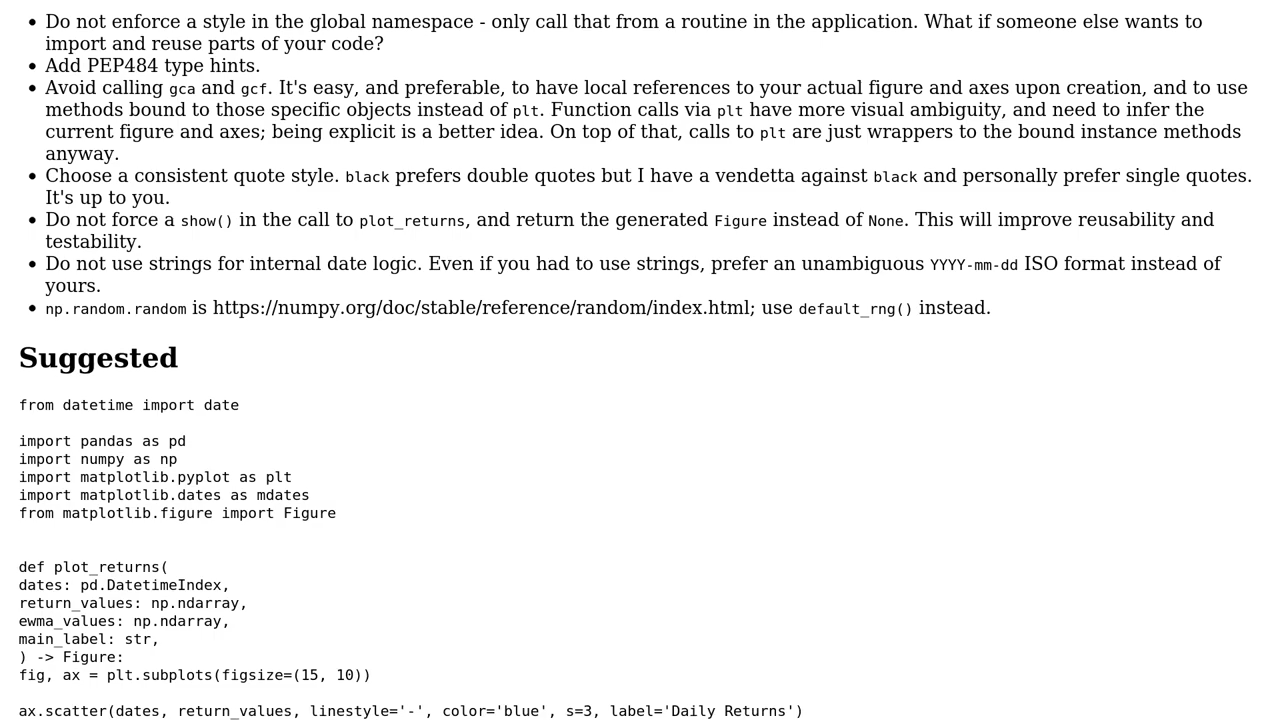 • Do not enforce a style in the global namespace - only call that from a routine in the application. What if someone else wants to
import and reuse parts of your code?
• Add PEP484 type hints.
• Avoid calling gca and gcf. It's easy, and preferable, to have local references to your actual figure and axes upon creation, and to use
methods bound to those specific objects instead of plt. Function calls via plt have more visual ambiguity, and need to infer the
current figure and axes; being explicit is a better idea. On top of that, calls to plt are just wrappers to the bound instance methods
anyway.
• Choose a consistent quote style. black prefers double quotes but I have a vendetta against black and personally prefer single quotes.
It's up to you.
• Do not force a show() in the call to plot_returns, and return the generated Figure instead of None. This will improve reusability and
testability.
• Do not use strings for internal date logic. Even if you had to use strings, prefer an unambiguous YYYY-mm-dd ISO format instead of
yours.
• np.random.random is https://numpy.org/doc/stable/reference/random/index.html; use default_rng() instead.
Suggested
from datetime import date
import pandas as pd
import numpy as np
import matplotlib.pyplot as plt
import matplotlib.dates as mdates
from matplotlib.figure import Figure
def plot_returns(
dates: pd.DatetimeIndex,
return_values: np.ndarray,
ewma_values: np.ndarray,
main_label: str,
) -> Figure:
fig, ax = plt.subplots(figsize=(15, 10))
ax.scatter(dates, return_values, linestyle='-', color='blue', s=3, label='Daily Returns')